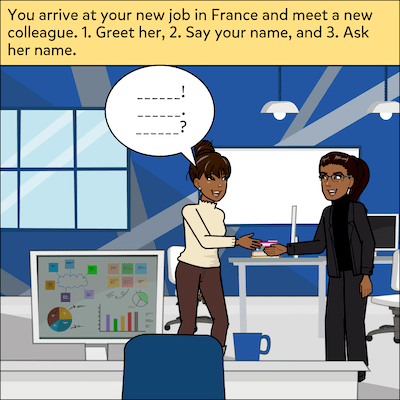 You arrive at your new job in France and meet a new
colleague. 1. Greet her, 2. Say your name, and 3. Ask
her name.
______!
______.
______?